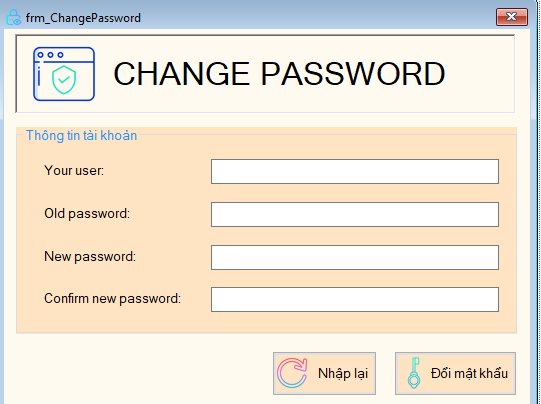 frm_ChangePassword
CHANGE PASSWORD
Thông tin tài khoản
Your user:
Old password:
New password:
Confirm new password:
Nhập lại
Đổi mật khẩu